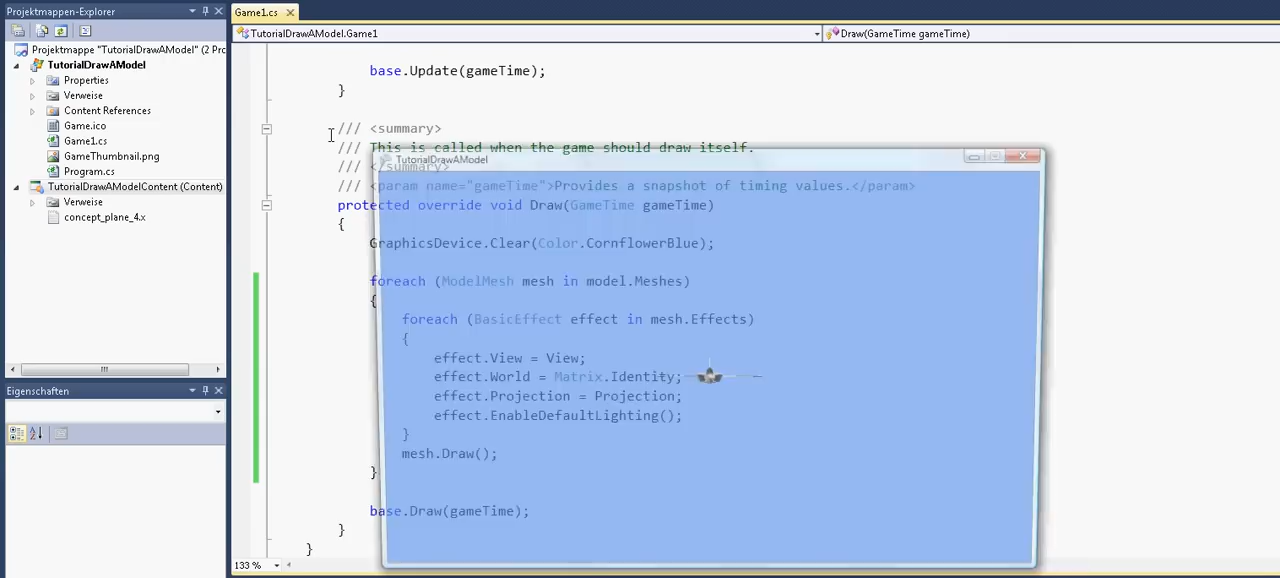 Projektmappen-Explorer
Projektmappe "TutorialDrawAModel" (2 Pro
TutorialDrawAModel
Properties
Verweise
Content References
Game.ico
Game1.cs
GameThumbnail.png
Program.cs
TutorialDrawAModelContent (Content)
Verweise
concept_plane_4.x
Eigenschaften
Game1.cs
TutorialDrawAModel.Game1
Draw(GameTime gameTime)
base.Update(gameTime);
}
/// <summary>
/// This is called when the game should draw itself.
TutorialDrawAModel
/// </summary>
/// <param name="gameTime">Provides a snapshot of timing values.</param>
protected override void Draw(GameTime gameTime)
{
GraphicsDevice.Clear(Color.CornflowerBlue);
foreach (ModelMesh mesh in model.Meshes)
{
foreach (BasicEffect effect in mesh.Effects)
{
effect.View = View;
effect.World = Matrix.Identity;
effect.Projection = Projection;
effect.EnableDefaultLighting();
}
mesh.Draw();
}
base.Draw(gameTime);
}
}
133 %